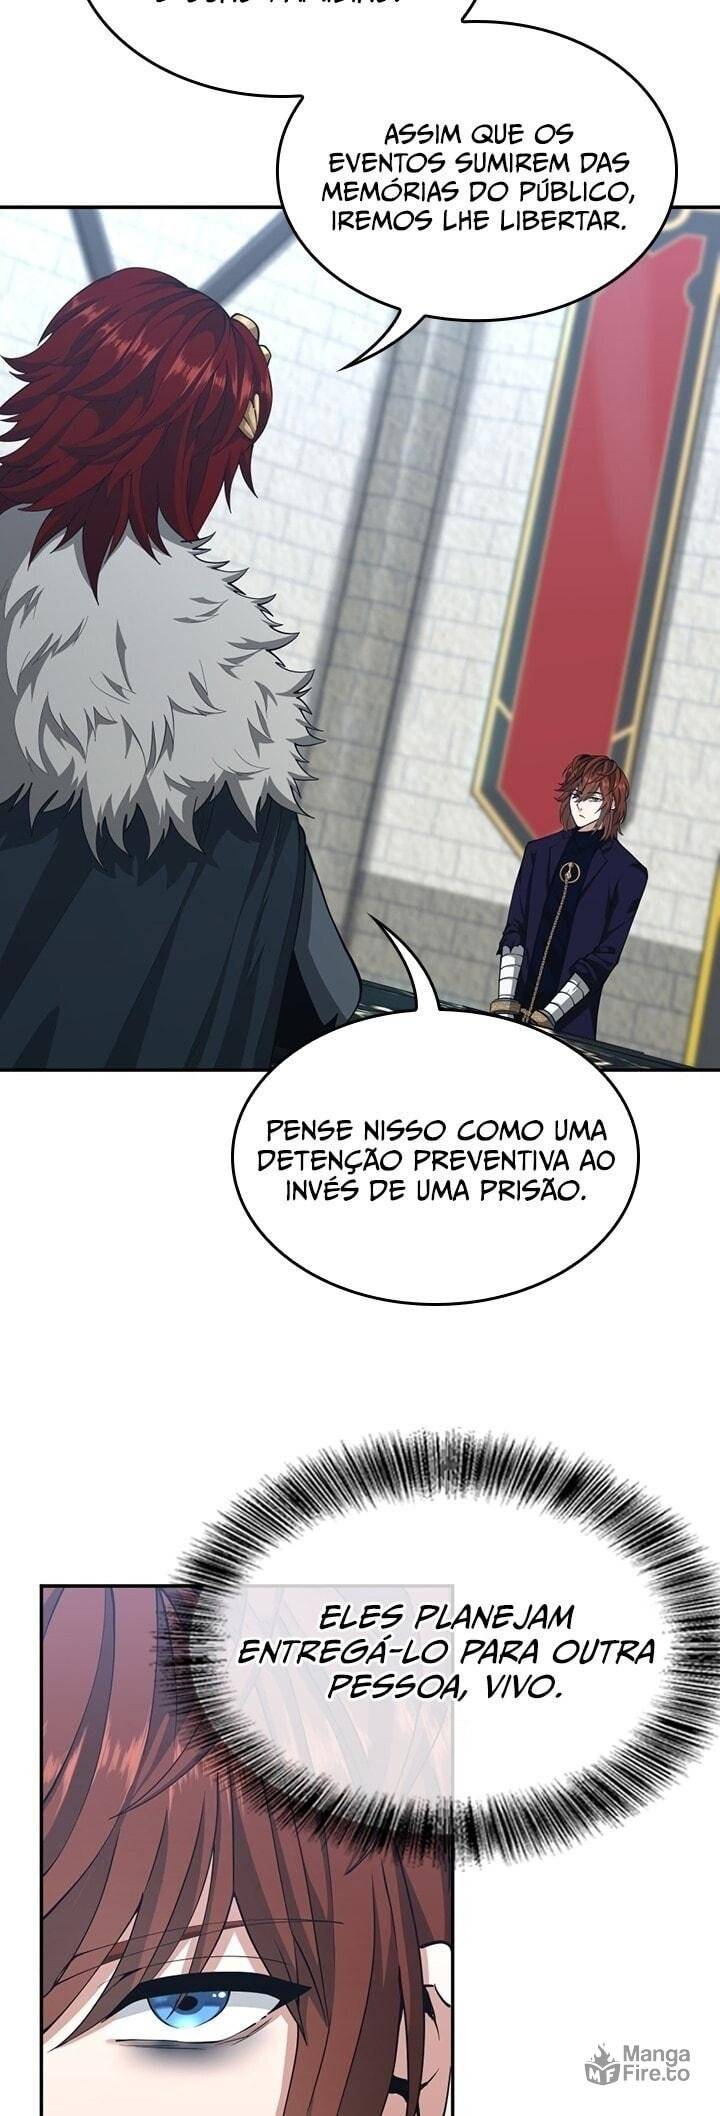 ASSIM QUE OS
EVENTOS SUMIREM DAS
MEMÓRIAS DO PÚBLICO,
IREMOS LHE LIBERTAR.
PENSE NISSO COMO UMA
DETENÇÃO PREVENTIVA AO
INVÉS DE UMA PRISÃO.
ELES PLANEJAM
ENTREGÁ-LO PARA OUTRA
PESSOA, VIVO.
Manga
Fire.to